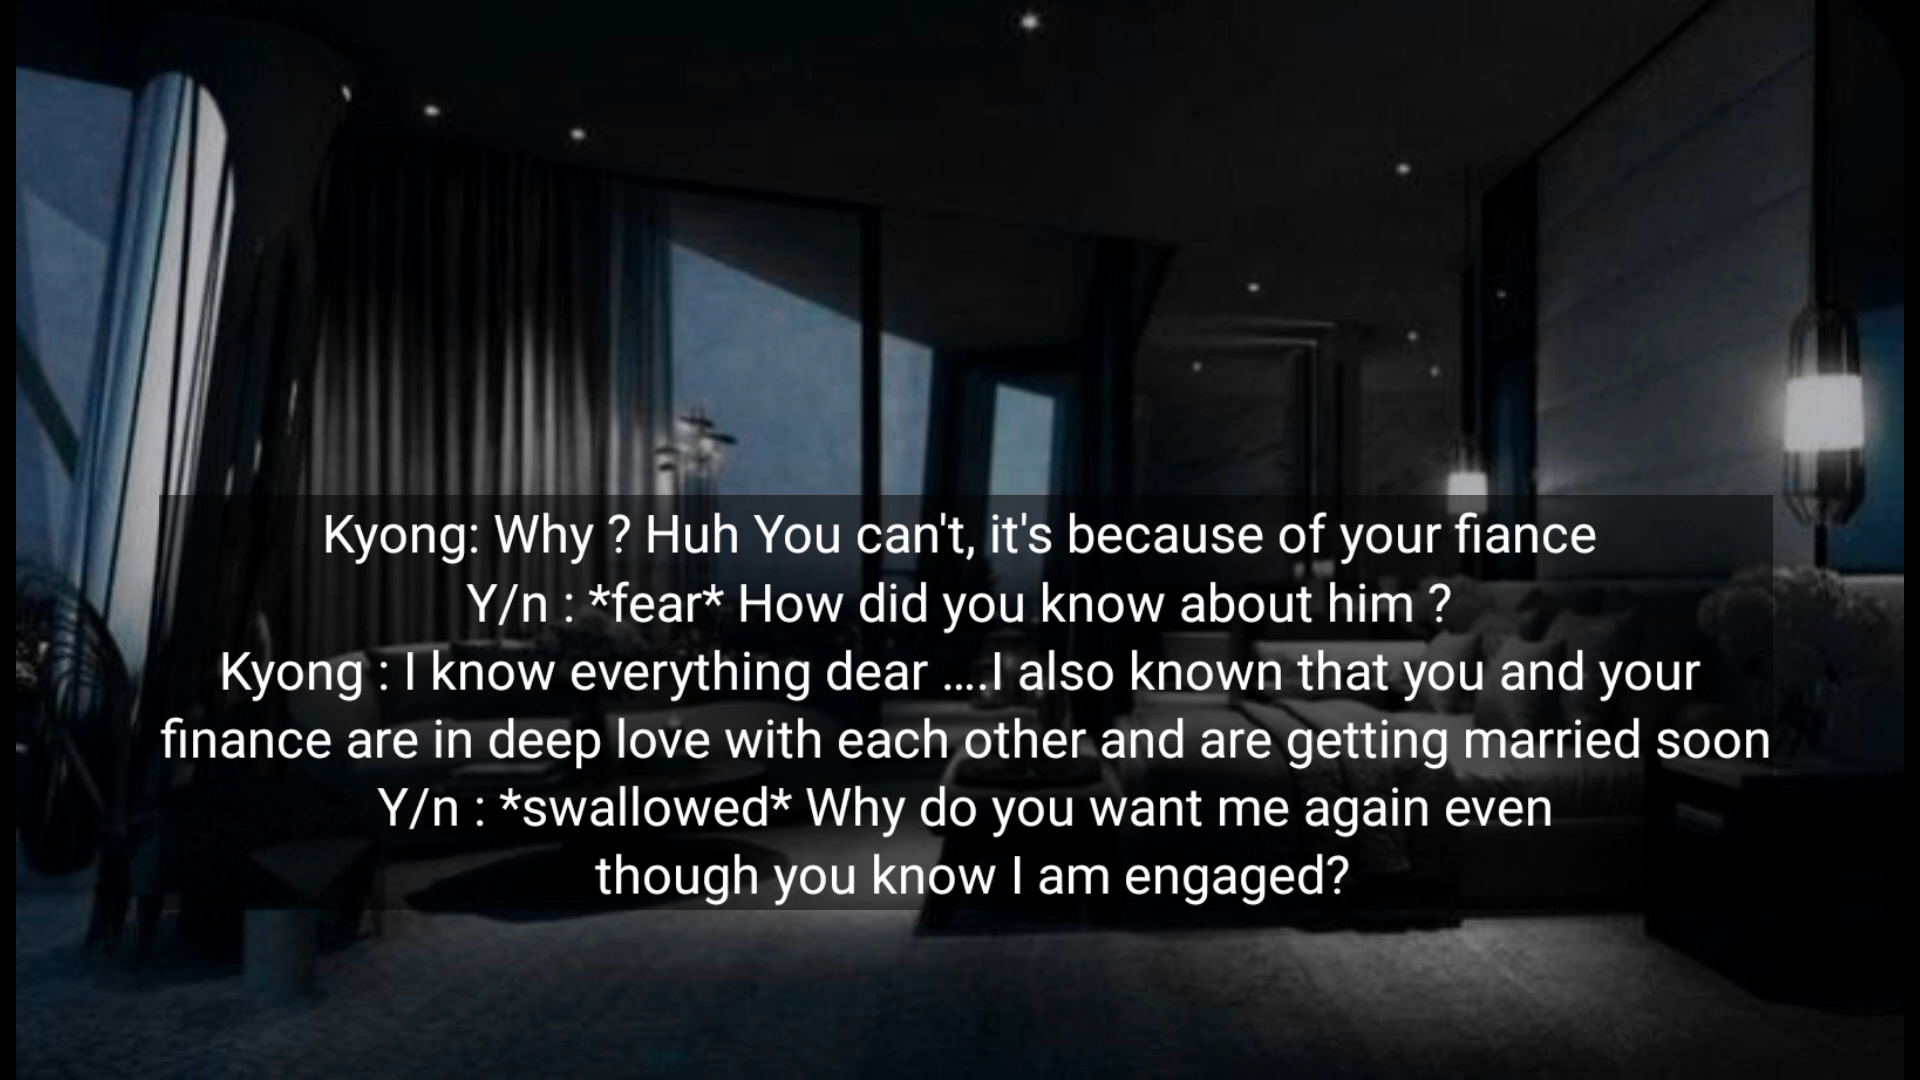 Kyong: Why ? Huh You can't, it's because of your fiance
Y/n : *fear* How did you know about him ?
Kyong : I know everything dear ....I also known that you and your
finance are in deep love with each other and are getting married soon
Y/n : *swallowed* Why do you want me again even
though you know I am engaged?